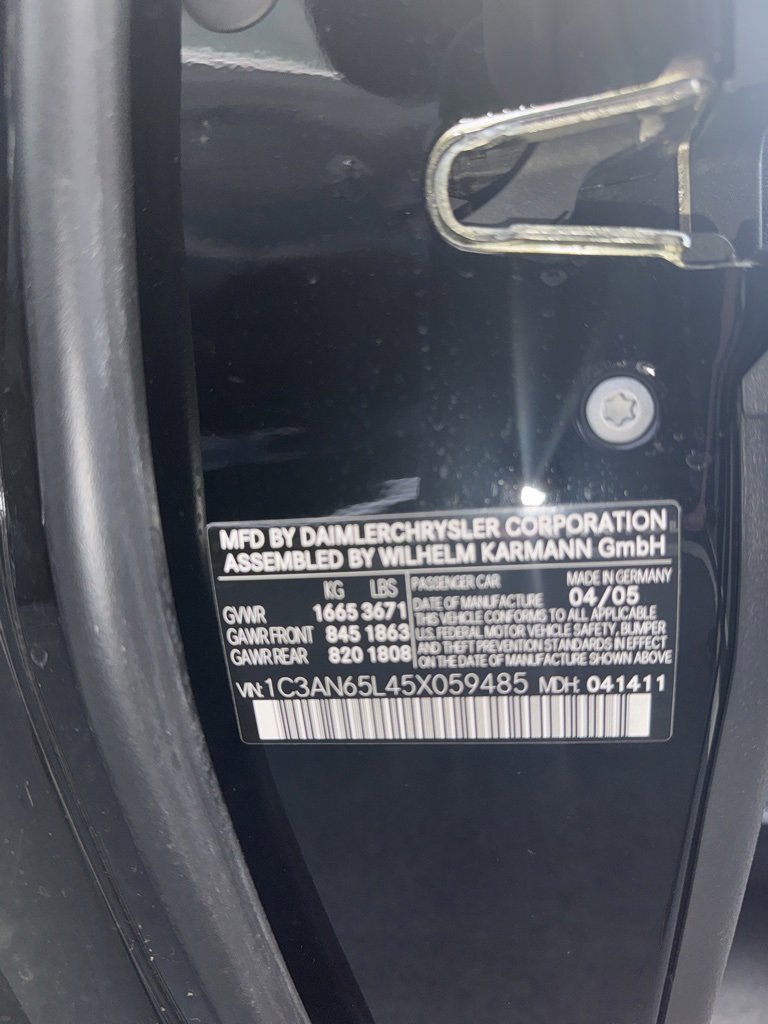 MFD BY DAIMLERCHRYSLER CORPORATION
ASSEMBLED BY WILHELM KARMANN GmbH
KG LBS
GVWR 1665 3671
GAWR FRONT 845 1863
GAWR REAR 820 1808
PASSENGER CAR MADE IN GERMANY
DATE OF MANUFACTURE 04/05
THIS VEHICLE CONFORMS TO ALL APPLICABLE
U.S. FEDERAL MOTOR VEHICLE SAFETY, BUMPER
AND THEFT PREVENTION STANDARDS IN EFFECT
ON THE DATE OF MANUFACTURE SHOWN ABOVE
VIN: 1C3AN65L45X059485 MDH: 041411